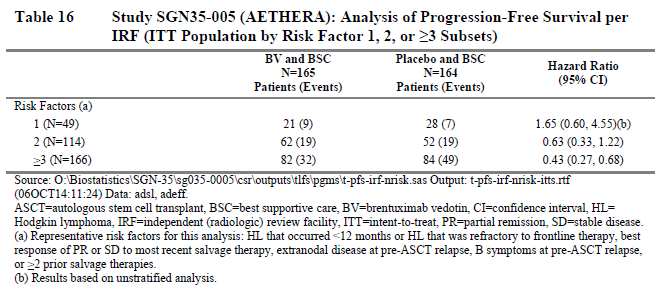 Table 16 Study SGN35-005 (AETHERA): Analysis of Progression-Free Survival per
IRF (ITT Population by Risk Factor 1, 2, or ≥3 Subsets)
BV and BSC Placebo and BSC
N=165 N=164 Hazard Ratio
Patients (Events) Patients (Events) (95% CI)
Risk Factors (a)
1 (N=49) 21 (9) 28 (7) 1.65 (0.60, 4.55)(b)
2 (N=114) 62 (19) 52 (19) 0.63 (0.33, 1.22)
≥3 (N=166) 82 (32) 84 (49) 0.43 (0.27, 0.68)
Source: O:\Biostatistics\SGN-35\sg035-0005\csr\outputs\tlfs\pgms\t-pfs-irf-nrisk.sas Output: t-pfs-irf-nrisk-itts.rtf
(06OCT14:11:24) Data: adsl, adeff.
ASCT=autologous stem cell transplant, BSC=best supportive care, BV=brentuximab vedotin, CI=confidence interval, HL=
Hodgkin lymphoma, IRF=independent (radiologic) review facility, ITT=intent-to-treat, PR=partial remission, SD=stable disease.
(a) Representative risk factors for this analysis: HL that occurred <12 months or HL that was refractory to frontline therapy, best
response of PR or SD to most recent salvage therapy, extranodal disease at pre-ASCT relapse, B symptoms at pre-ASCT relapse,
or ≥2 prior salvage therapies.
(b) Results based on unstratified analysis.